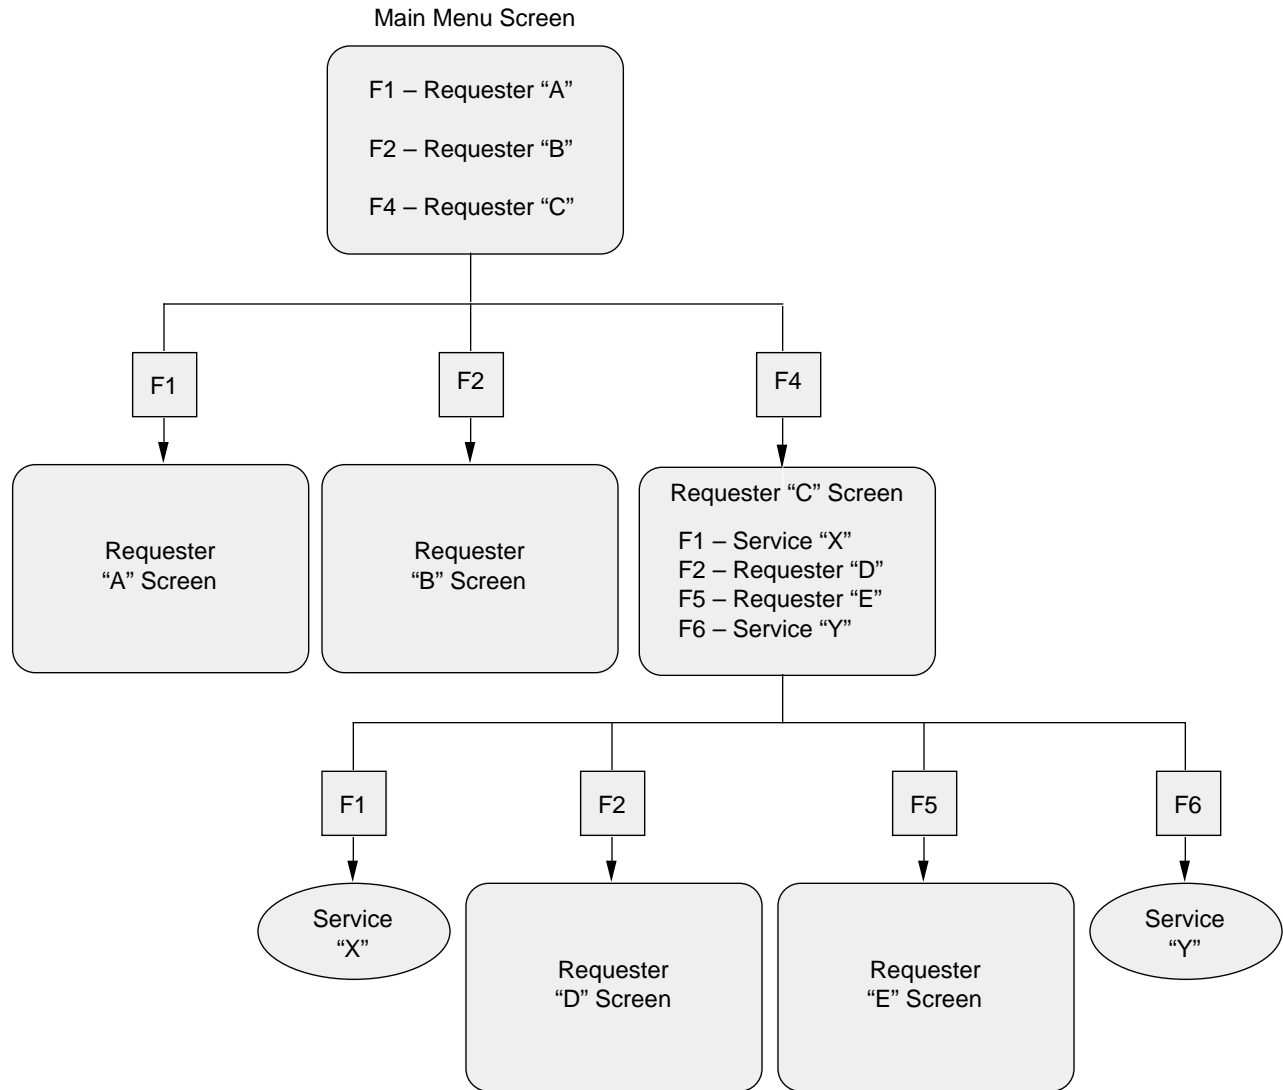 Main Menu Screen
F1 – Requester “A”
F2 – Requester “B”
F4 – Requester “C”
F1
F2
F4
Requester
“A” Screen
Requester
“B” Screen
Requester “C” Screen
F1 – Service “X”
F2 – Requester “D”
F5 – Requester “E”
F6 – Service “Y”
F1
F2
F5
F6
Service
“X”
Requester
“D” Screen
Requester
“E” Screen
Service
“Y”